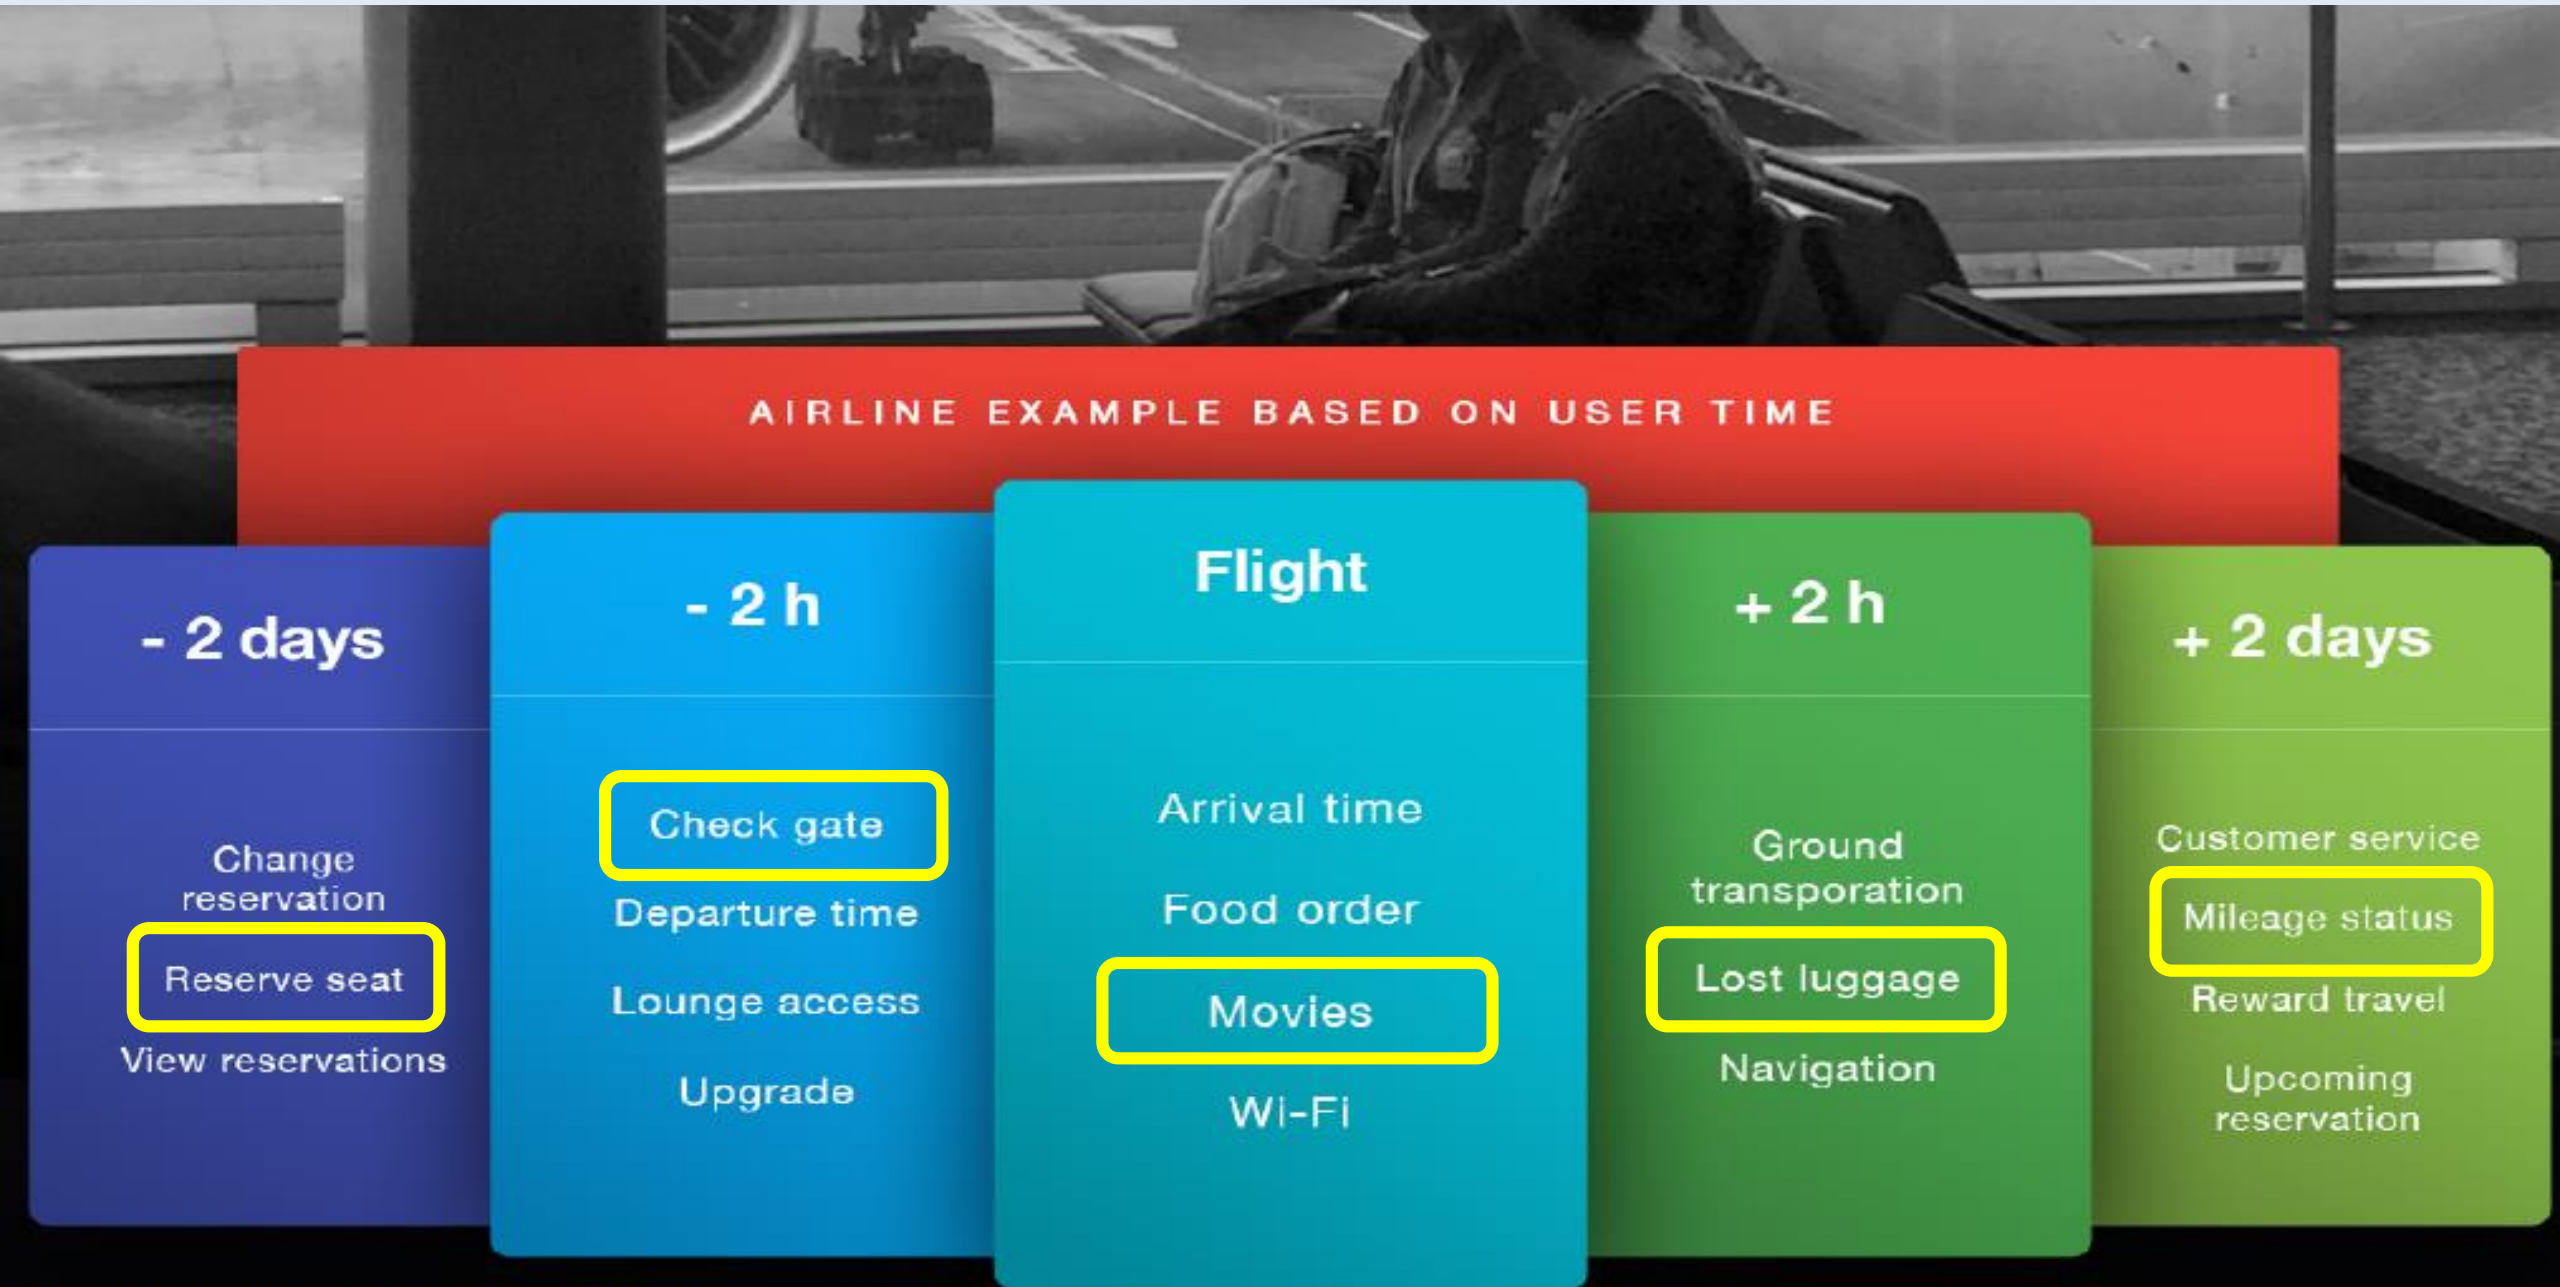 AIRLINE EXAMPLE BASED ON USER TIME
- 2 days
Change
reservation
Reserve seat
View reservations
- 2 h
Check gate
Departure time
Lounge access
Upgrade
Flight
Arrival time
Food order
Movies
Wi-Fi
+ 2 h
Ground
transporation
Lost luggage
Navigation
+ 2 days
Customer service
Mileage status
Reward travel
Upcoming
reservation